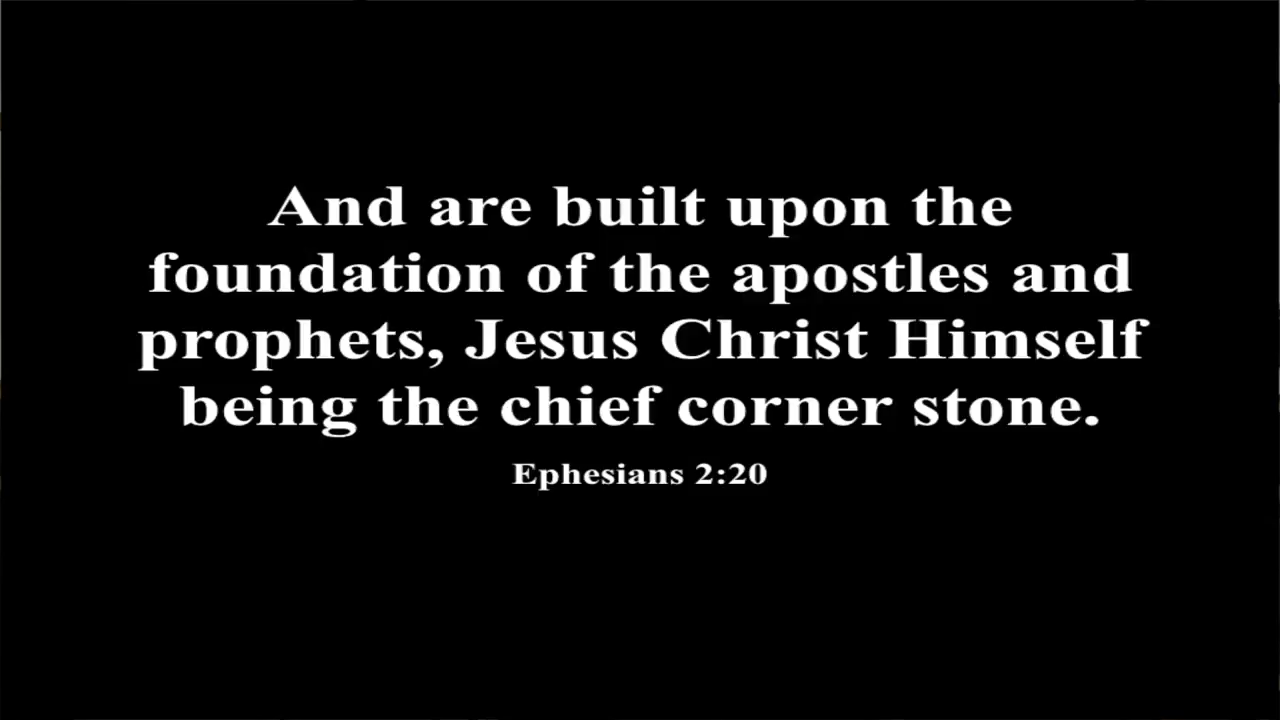 And are built upon the
foundation of the apostles and
prophets, Jesus Christ Himself
being the chief corner stone.
Ephesians 2:20